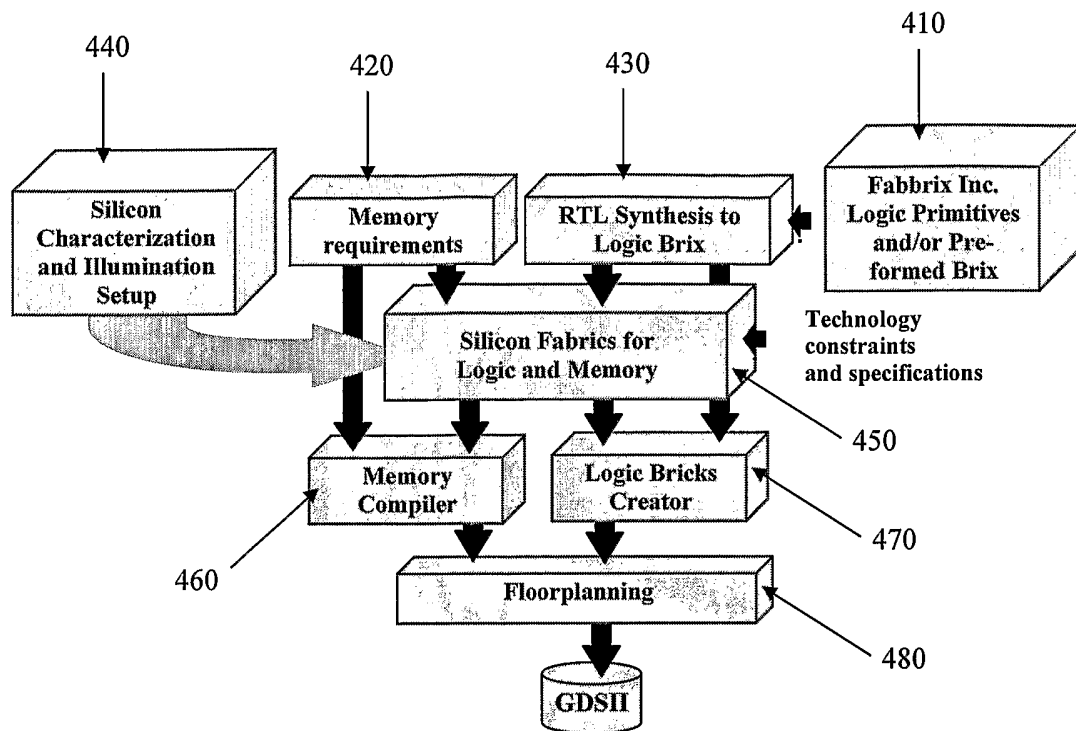 440
420
430
410
Silicon
Characterization
and Illumination
Setup
Memory
requirements
RTL Synthesis to
Logic Brix
Fabbrix Inc.
Logic Primitives
and/or Pre-
formed Brix
Silicon Fabrics for
Logic and Memory
Technology
constraints
and specifications
450
Memory
Compiler
Logic Bricks
Creator
460
470
Floorplanning
480
GDSII